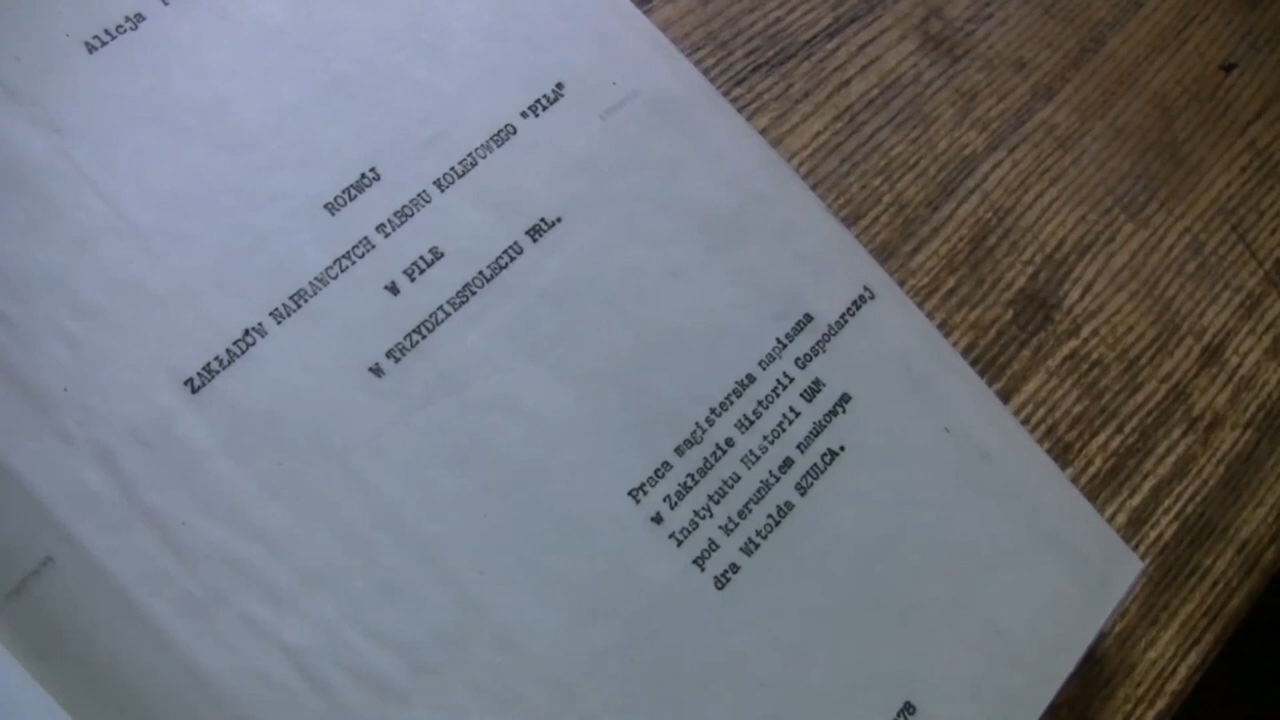 Alicja
ROZWÓJ
ZAKŁADÓW NAPRAWCZYCH TABORU KOLEJOWEGO "PIŁA"
W PILE
W TRZYDZIESTOLECIU PRL.
Praca magisterska napisana
w Zakładzie Historii Gospodarczej
Instytutu Historii UAM
pod kierunkiem naukowym
dra Witolda SZULCA.
78